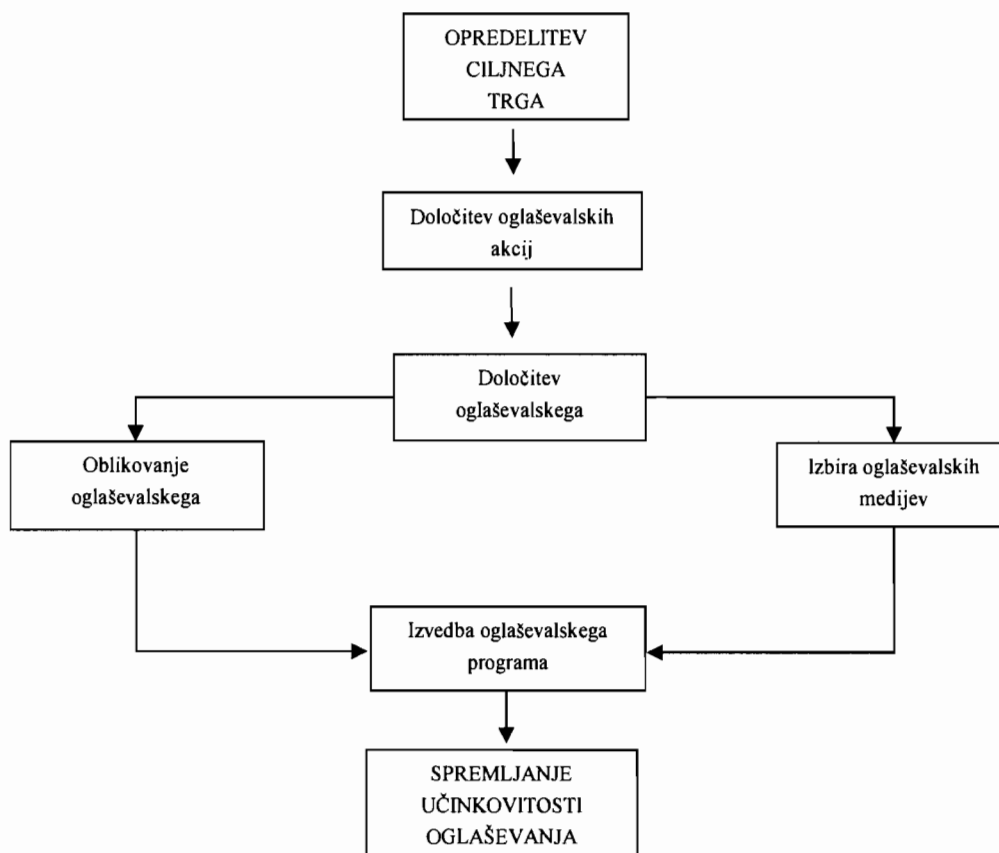 OPREDELITEV
CILJNEGA
TRGA
Določitev oglaševalskih
akcij
Določitev
oglaševalskega
Oblikovanje
oglaševalskega
Izbira oglaševalskih
medijev
Izvedba oglaševalskega
programa
SPREMLJANJE
UČINKOVITOSTI
OGLAŠEVANJA